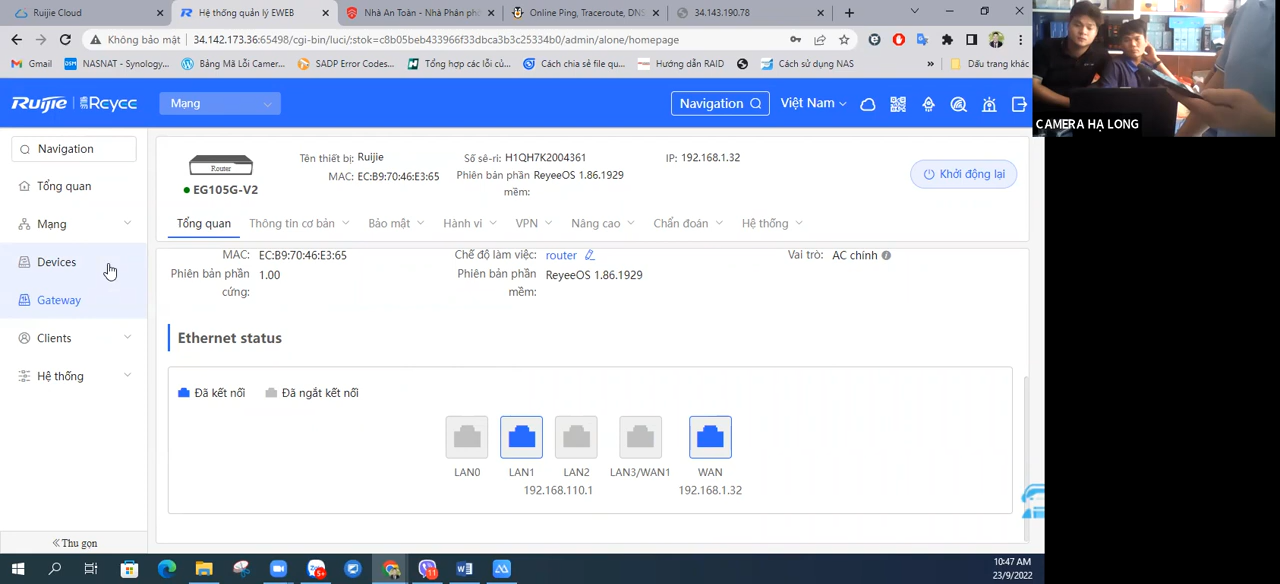 Ruijie Cloud
Hệ thống quản lý EWEB
Nhà An Toàn - Nhà Phân phố
Online Ping, Traceroute, DNS
34.143.190.78
Không bảo mật
34.142.173.36:65498/cgi-bin/luci/;stok=3b05beb433966f33dbca3b3c25334b0/admin/alone/homepage
Gmail
NASNAT - Synology...
Bảng Mã Lỗi Camer...
SADP Error Codes...
Tổng hợp các lỗi củ...
Cách chia sẻ file qu...
Hướng dẫn RAID
Cách sử dụng NAS
»
Dấu trang khác
CAMERA HẠ LONG
Ruijie
Mạng
Navigation
Việt Nam
Navigation
Tổng quan
Mạng
Devices
Gateway
Clients
Hệ thống
Thu gọn
Router
EG105G-V2
Tên thiết bị: Ruijie
MAC: EC:B9:70:46:E3:65
Số sê-ri: H1QH7K2004361
Phiên bản phần mềm: ReyeeOS 1.86.1929
IP: 192.168.1.32
Khởi động lại
Tổng quan
Thông tin cơ bản
Bảo mật
Hành vi
VPN
Nâng cao
Chẩn đoán
Hệ thống
MAC: EC:B9:70:46:E3:65
Chế độ làm việc: router
Vai trò: AC chính
Phiên bản phần cứng: 1.00
Phiên bản phần mềm: ReyeeOS 1.86.1929
Ethernet status
Đã kết nối
Đã ngắt kết nối
LAN0
LAN1
LAN2
LAN3/WAN1
WAN
192.168.110.1
192.168.1.32
10:47 AM
23/9/2022